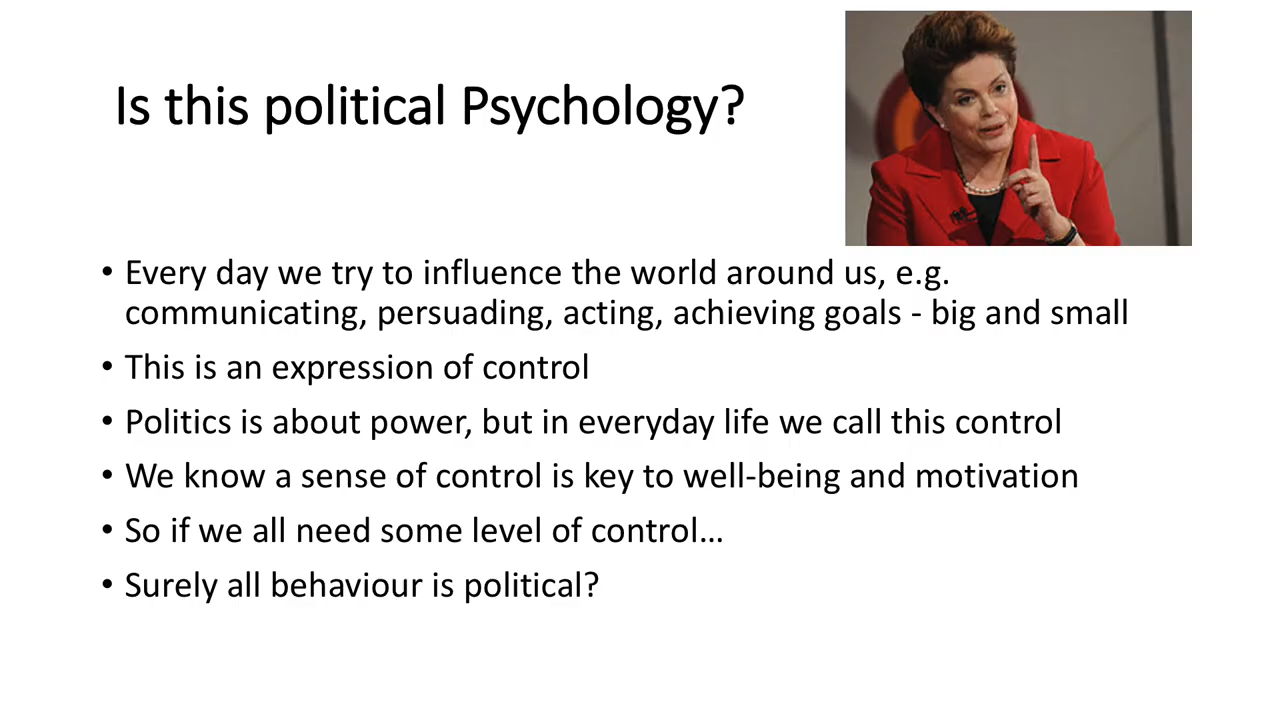 Is this political Psychology?
• Every day we try to influence the world around us, e.g.
communicating, persuading, acting, achieving goals - big and small
• This is an expression of control
• Politics is about power, but in everyday life we call this control
• We know a sense of control is key to well-being and motivation
• So if we all need some level of control…
• Surely all behaviour is political?